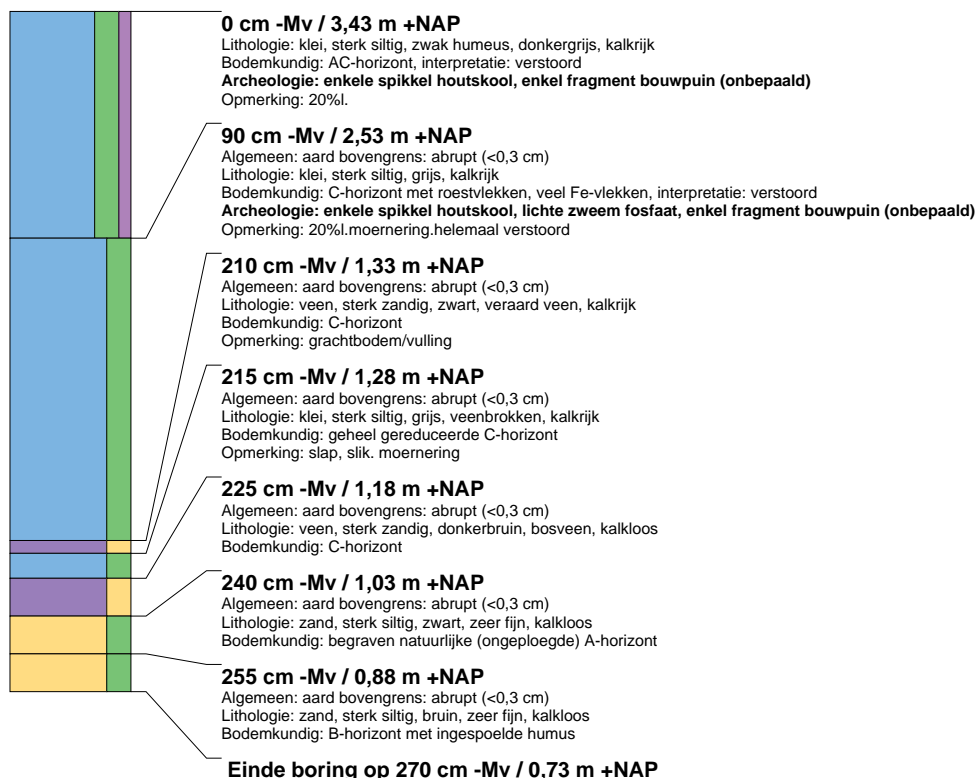 0 cm -Mv / 3,43 m +NAP
Lithologie: klei, sterk siltig, zwak humeus, donkergrijs, kalkrijk
Bodemkundig: AC-horizont, interpretatie: verstoord
Archeologie: enkele spikkel houtskool, enkel fragment bouwpuin (onbepaald)
Opmerking: 20%l.
90 cm -Mv / 2,53 m +NAP
Algemeen: aard bovengrens: abrupt (<0,3 cm)
Lithologie: klei, sterk siltig, grijs, kalkrijk
Bodemkundig: C-horizont met roestvlekken, veel Fe-vlekken, interpretatie: verstoord
Archeologie: enkele spikkel houtskool, lichte zweem fosfaat, enkel fragment bouwpuin (onbepaald)
Opmerking: 20%l.moernering.helemaal verstoord
210 cm -Mv / 1,33 m +NAP
Algemeen: aard bovengrens: abrupt (<0,3 cm)
Lithologie: veen, sterk zandig, zwart, veraard veen, kalkrijk
Bodemkundig: C-horizont
Opmerking: grachtbodem/vulling
215 cm -Mv / 1,28 m +NAP
Algemeen: aard bovengrens: abrupt (<0,3 cm)
Lithologie: klei, sterk siltig, grijs, veenbrokken, kalkrijk
Bodemkundig: geheel gereduceerde C-horizont
Opmerking: slap, slik. moernering
225 cm -Mv / 1,18 m +NAP
Algemeen: aard bovengrens: abrupt (<0,3 cm)
Lithologie: veen, sterk zandig, donkerbruin, bosveen, kalkloos
Bodemkundig: C-horizont
240 cm -Mv / 1,03 m +NAP
Algemeen: aard bovengrens: abrupt (<0,3 cm)
Lithologie: zand, sterk siltig, zwart, zeer fijn, kalkloos
Bodemkundig: begraven natuurlijke (ongeploegde) A-horizont
255 cm -Mv / 0,88 m +NAP
Algemeen: aard bovengrens: abrupt (<0,3 cm)
Lithologie: zand, sterk siltig, bruin, zeer fijn, kalkloos
Bodemkundig: B-horizont met ingespoelde humus
Einde boring op 270 cm -Mv / 0,73 m +NAP